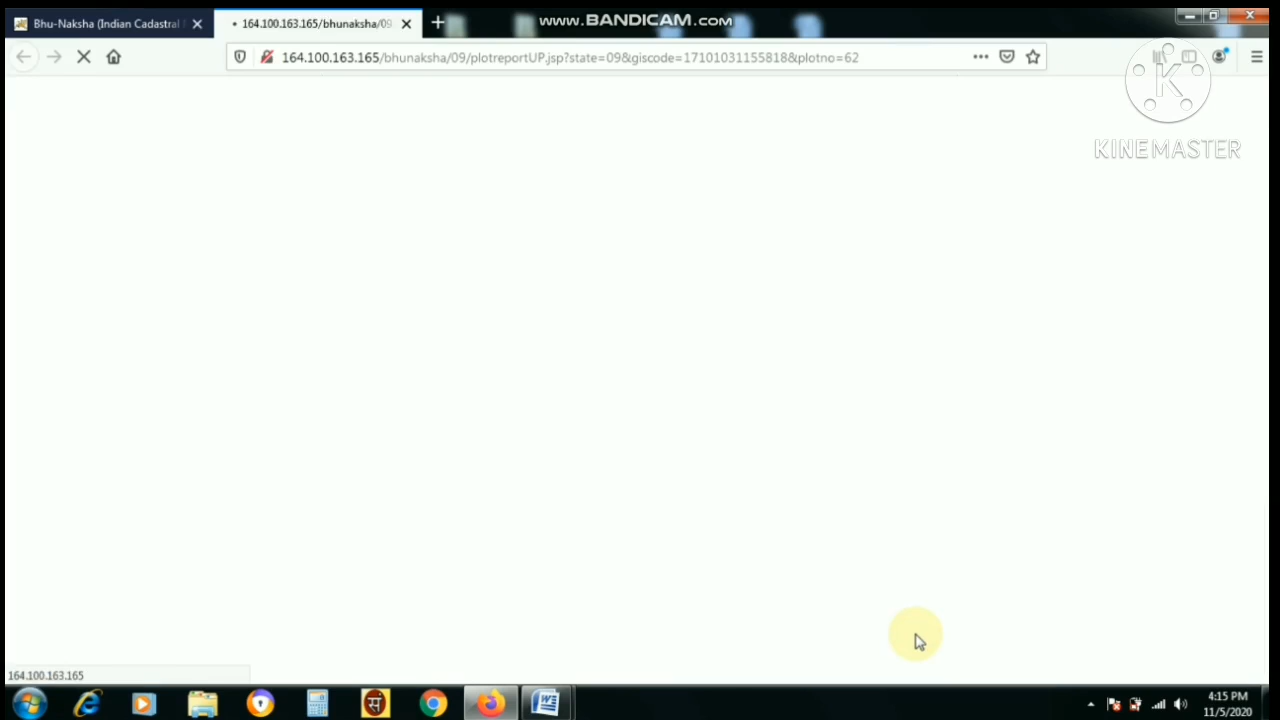 www.BANDICAM.com
Bhu-Naksha (Indian Cadastral
164.100.163.165/bhunaksha/09
164.100.163.165/bhunaksha/09/plotreportUP.jsp?state=09&giscode=17101031155818&plotno=62
KINEMASTER
164.100.163.165
4:15 PM
11/5/2020